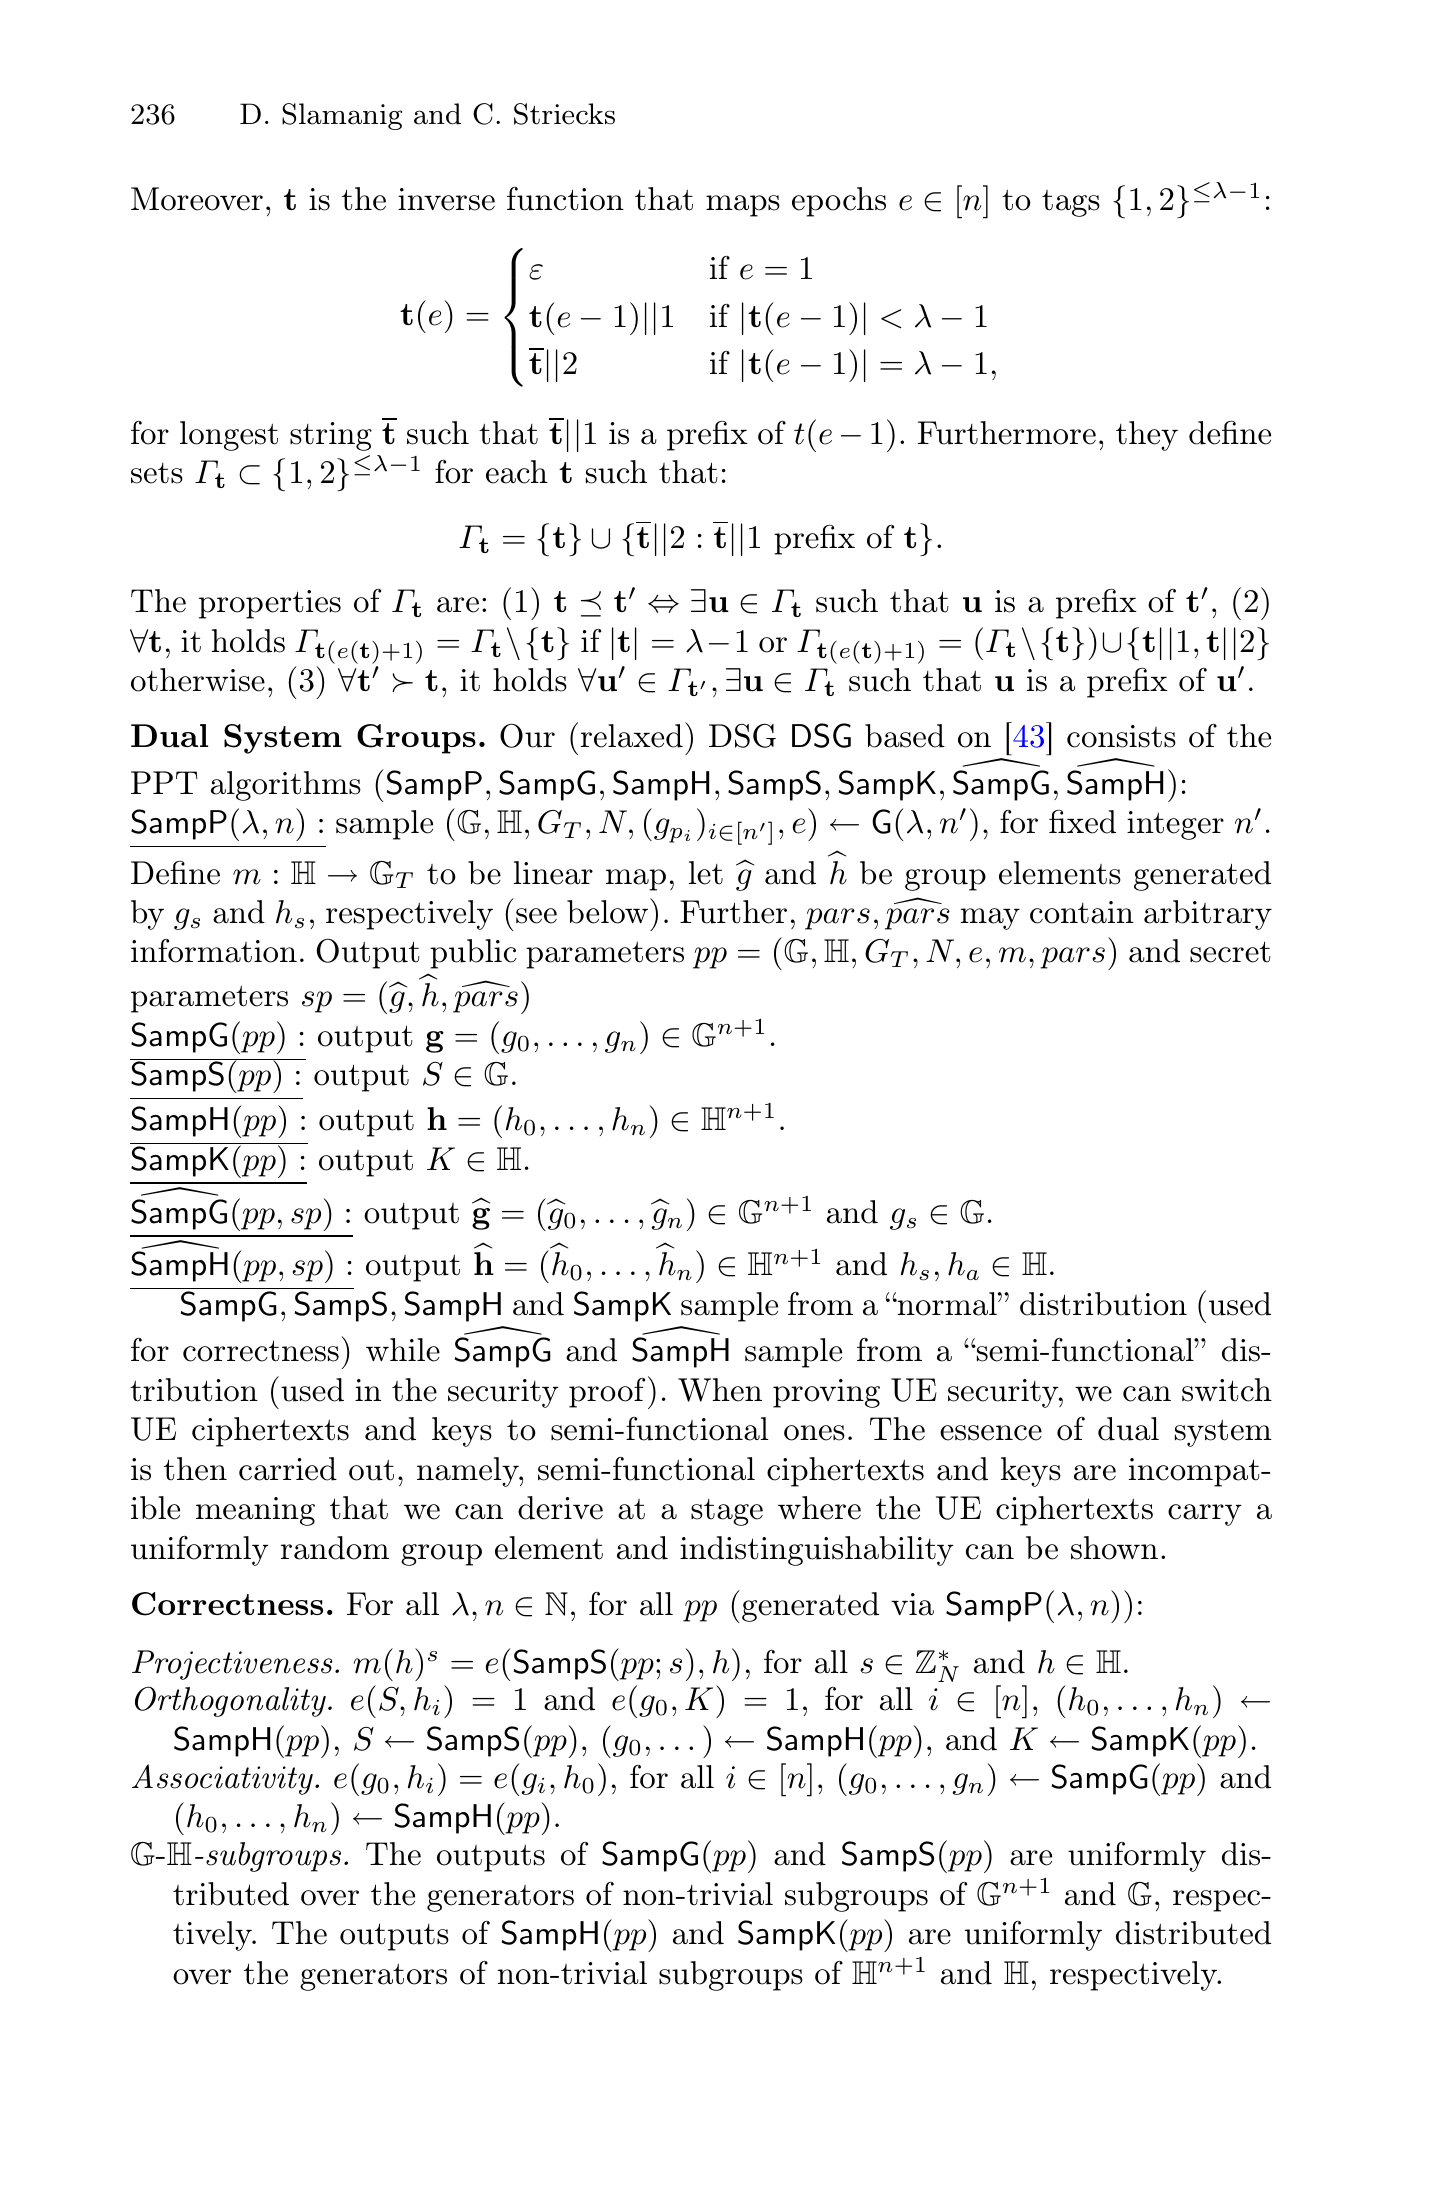 236 D. Slamanig and C. Striecks
Moreover, t is the inverse function that maps epochs e ∈ [n] to tags {1, 2}^{≤λ−1}:
t(e) = { ε if e = 1
t(e − 1)||1 if |t(e − 1)| < λ − 1
t̅||2 if |t(e − 1)| = λ − 1,
for longest string t̅ such that t̅||1 is a prefix of t(e − 1). Furthermore, they define
sets Γ_t ⊂ {1, 2}^{≤λ−1} for each t such that:
Γ_t = {t} ∪ {t̅||2 : t̅||1 prefix of t}.
The properties of Γ_t are: (1) t ⪯ t′ ⇔ ∃u ∈ Γ_t such that u is a prefix of t′, (2)
∀t, it holds Γ_{t(e(t)+1)} = Γ_t\{t} if |t| = λ−1 or Γ_{t(e(t)+1)} = (Γ_t\{t})∪{t||1, t||2}
otherwise, (3) ∀t′ ≻ t, it holds ∀u′ ∈ Γ_{t′}, ∃u ∈ Γ_t such that u is a prefix of u′.
Dual System Groups. Our (relaxed) DSG DSG based on [43] consists of the
PPT algorithms (SampP, SampG, SampH, SampS, SampK, \widehat{SampG}, \widehat{SampH}):
SampP(λ, n) : sample (𝔾, ℍ, G_T, N, (g_{p_i})_{i∈[n′]}, e) ← G(λ, n′), for fixed integer n′.
Define m : ℍ → 𝔾_T to be linear map, let ĝ and ĥ be group elements generated
by g_s and h_s, respectively (see below). Further, pars, \widehat{pars} may contain arbitrary
information. Output public parameters pp = (𝔾, ℍ, G_T, N, e, m, pars) and secret
parameters sp = (ĝ, ĥ, \widehat{pars})
SampG(pp) : output g = (g_0, . . . , g_n) ∈ 𝔾^{n+1}.
SampS(pp) : output S ∈ 𝔾.
SampH(pp) : output h = (h_0, . . . , h_n) ∈ ℍ^{n+1}.
SampK(pp) : output K ∈ ℍ.
\widehat{SampG}(pp, sp) : output ĝ = (ĝ_0, . . . , ĝ_n) ∈ 𝔾^{n+1} and g_s ∈ 𝔾.
\widehat{SampH}(pp, sp) : output ĥ = (ĥ_0, . . . , ĥ_n) ∈ ℍ^{n+1} and h_s, h_a ∈ ℍ.
SampG, SampS, SampH and SampK sample from a “normal” distribution (used
for correctness) while \widehat{SampG} and \widehat{SampH} sample from a “semi-functional” dis-
tribution (used in the security proof). When proving UE security, we can switch
UE ciphertexts and keys to semi-functional ones. The essence of dual system
is then carried out, namely, semi-functional ciphertexts and keys are incompat-
ible meaning that we can derive at a stage where the UE ciphertexts carry a
uniformly random group element and indistinguishability can be shown.
Correctness. For all λ, n ∈ ℕ, for all pp (generated via SampP(λ, n)):
Projectiveness. m(h)^s = e(SampS(pp; s), h), for all s ∈ ℤ*_N and h ∈ ℍ.
Orthogonality. e(S, h_i) = 1 and e(g_0, K) = 1, for all i ∈ [n], (h_0, . . . , h_n) ←
SampH(pp), S ← SampS(pp), (g_0, . . . ) ← SampH(pp), and K ← SampK(pp).
Associativity. e(g_0, h_i) = e(g_i, h_0), for all i ∈ [n], (g_0, . . . , g_n) ← SampG(pp) and
(h_0, . . . , h_n) ← SampH(pp).
𝔾-ℍ-subgroups. The outputs of SampG(pp) and SampS(pp) are uniformly dis-
tributed over the generators of non-trivial subgroups of 𝔾^{n+1} and 𝔾, respec-
tively. The outputs of SampH(pp) and SampK(pp) are uniformly distributed
over the generators of non-trivial subgroups of ℍ^{n+1} and ℍ, respectively.